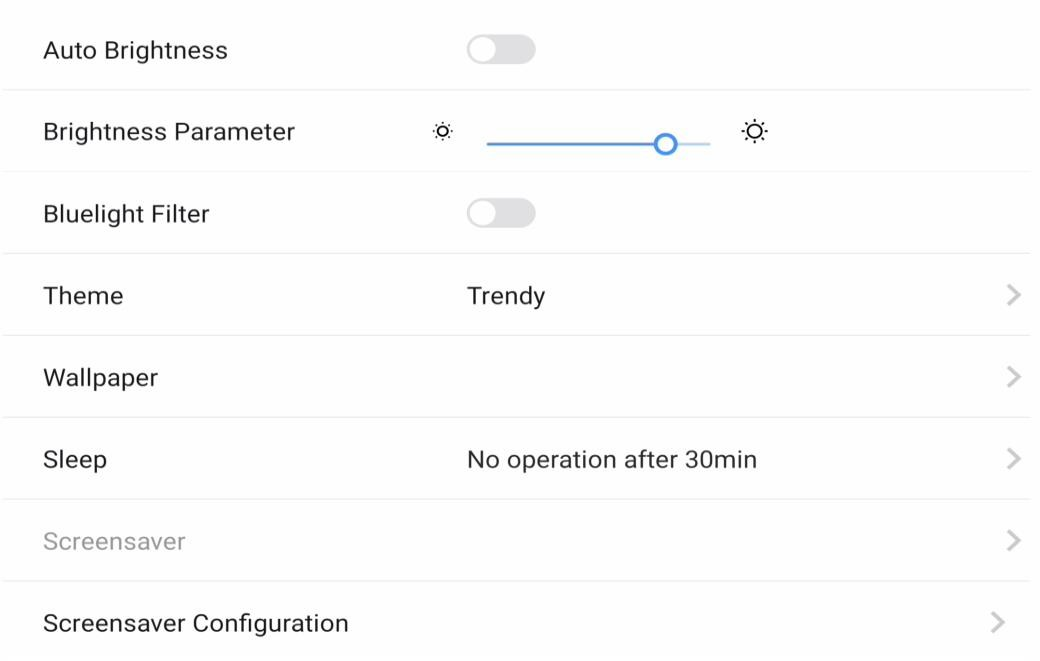 Auto Brightness
Brightness Parameter
Bluelight Filter
Theme Trendy
Wallpaper
Sleep No operation after 30min
Screensaver
Screensaver Configuration